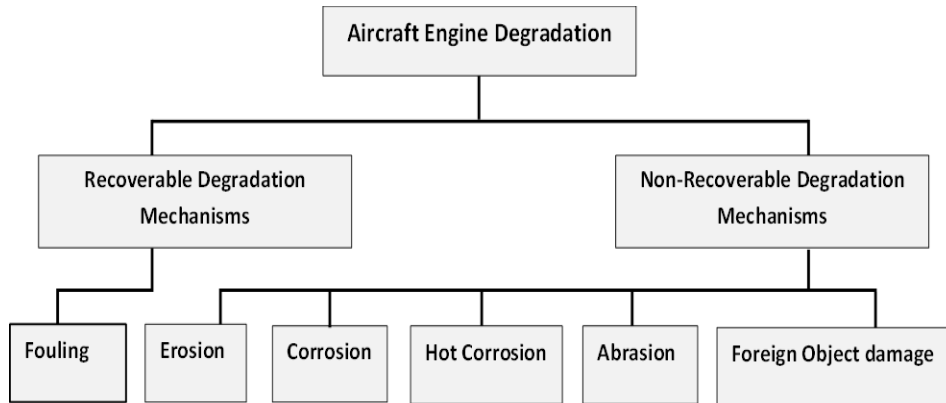 Aircraft Engine Degradation
Recoverable Degradation
Mechanisms
Non-Recoverable Degradation
Mechanisms
Fouling
Erosion
Corrosion
Hot Corrosion
Abrasion
Foreign Object damage